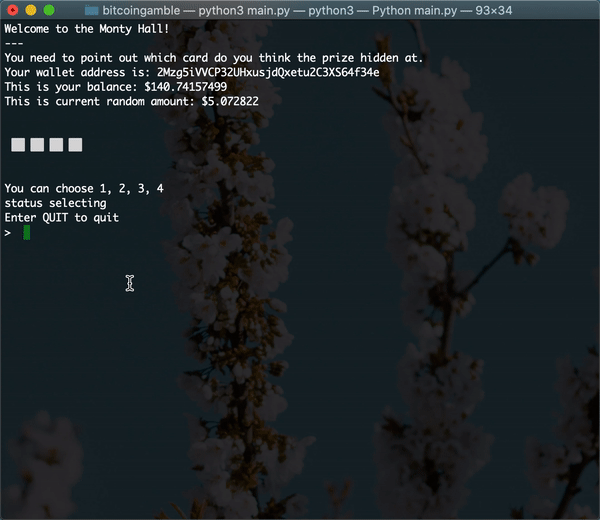 bitcoingamble — python3 main.py — python3 — Python main.py — 93×34
Welcome to the Monty Hall!
---
You need to point out which card do you think the prize hidden at.
Your wallet address is: 2Mzg5iVVCP32UHxusjdQxetu2C3XS64f34e
This is your balance: $140.74157499
This is current random amount: $5.072822
You can choose 1, 2, 3, 4
status selecting
Enter QUIT to quit
>